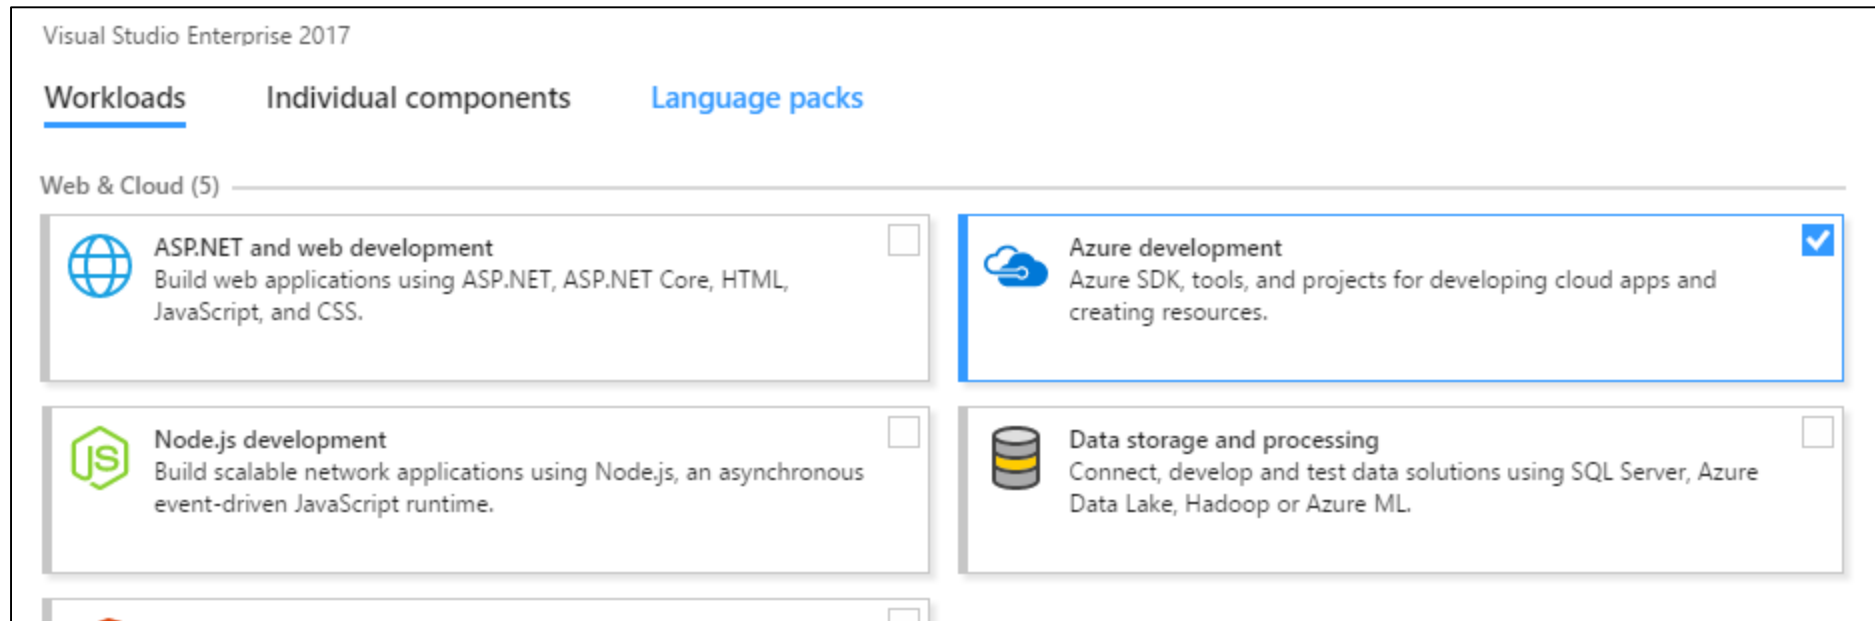 Visual Studio Enterprise 2017
Workloads Individual components Language packs
Web & Cloud (5)
ASP.NET and web development
Build web applications using ASP.NET, ASP.NET Core, HTML,
JavaScript, and CSS.
Azure development
Azure SDK, tools, and projects for developing cloud apps and
creating resources.
JS
Node.js development
Build scalable network applications using Node.js, an asynchronous
event-driven JavaScript runtime.
Data storage and processing
Connect, develop and test data solutions using SQL Server, Azure
Data Lake, Hadoop or Azure ML.